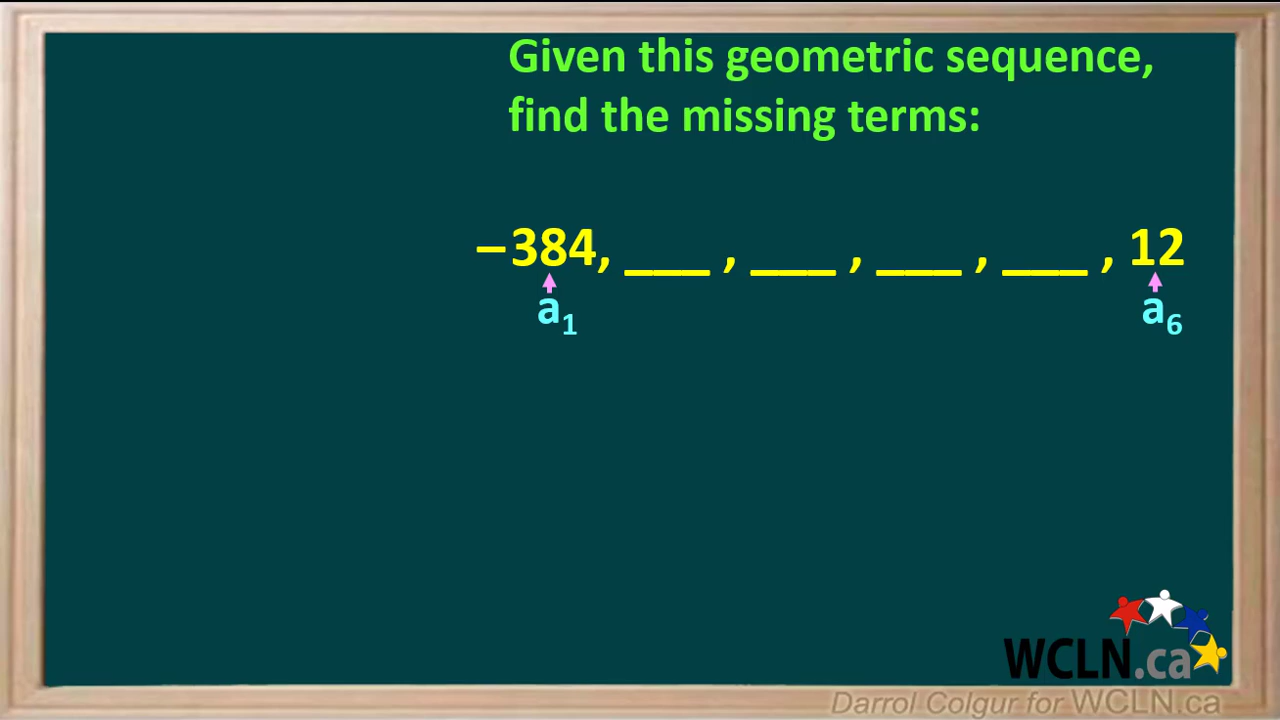 Given this geometric sequence,
find the missing terms:
–384, ___ , ___ , ___ , ___ , 12
a₁ a₆
WCLN.ca
Darrol Colgur for WCLN.ca